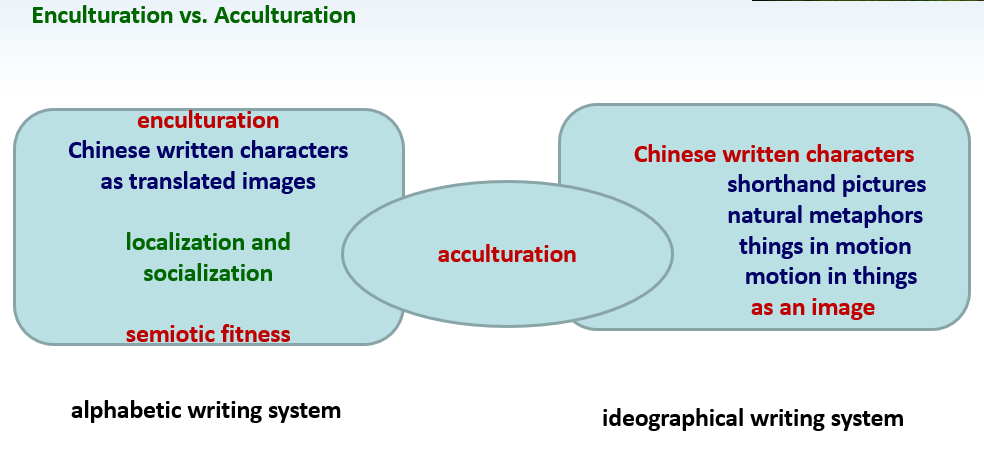 Enculturation vs. Acculturation
enculturation
Chinese written characters
as translated images
localization and
socialization
semiotic fitness
acculturation
Chinese written characters
shorthand pictures
natural metaphors
things in motion
motion in things
as an image
alphabetic writing system
ideographical writing system